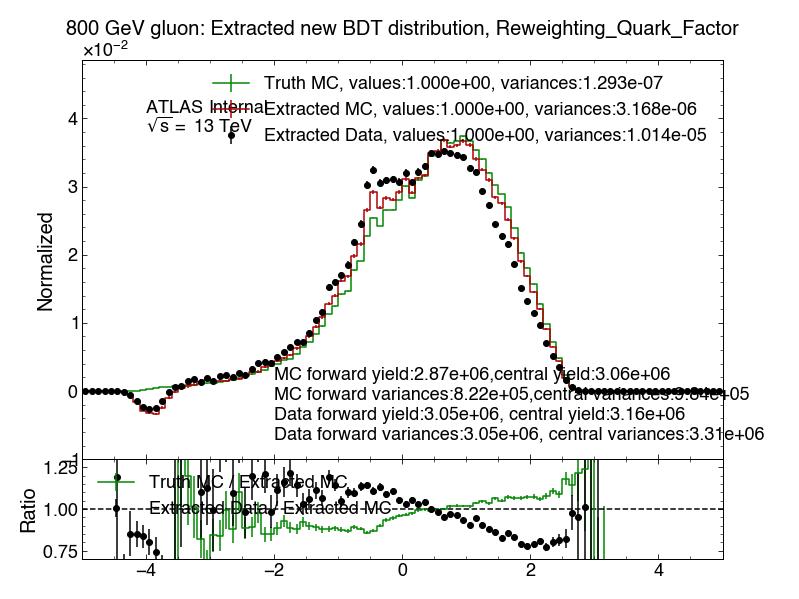 800 GeV gluon: Extracted new BDT distribution, Reweighting_Quark_Factor
×10−2
Truth MC, values:1.000e+00, variances:1.293e-07
ATLAS Internal
Extracted MC, values:1.000e+00, variances:3.168e-06
√s = 13 TeV
Extracted Data, values:1.000e+00, variances:1.014e-05
4
3
2
1
0
Normalized
MC forward yield:2.87e+06,central yield:3.06e+06
MC forward variances:8.22e+05,central variances:3.84e+05
Data forward yield:3.05e+06, central yield:3.16e+06
Data forward variances:3.05e+06, central variances:3.31e+06
1.25
1.00
0.75
Ratio
Truth MC / Extracted MC
Extracted Data / Extracted MC
−4 −2 0 2 4